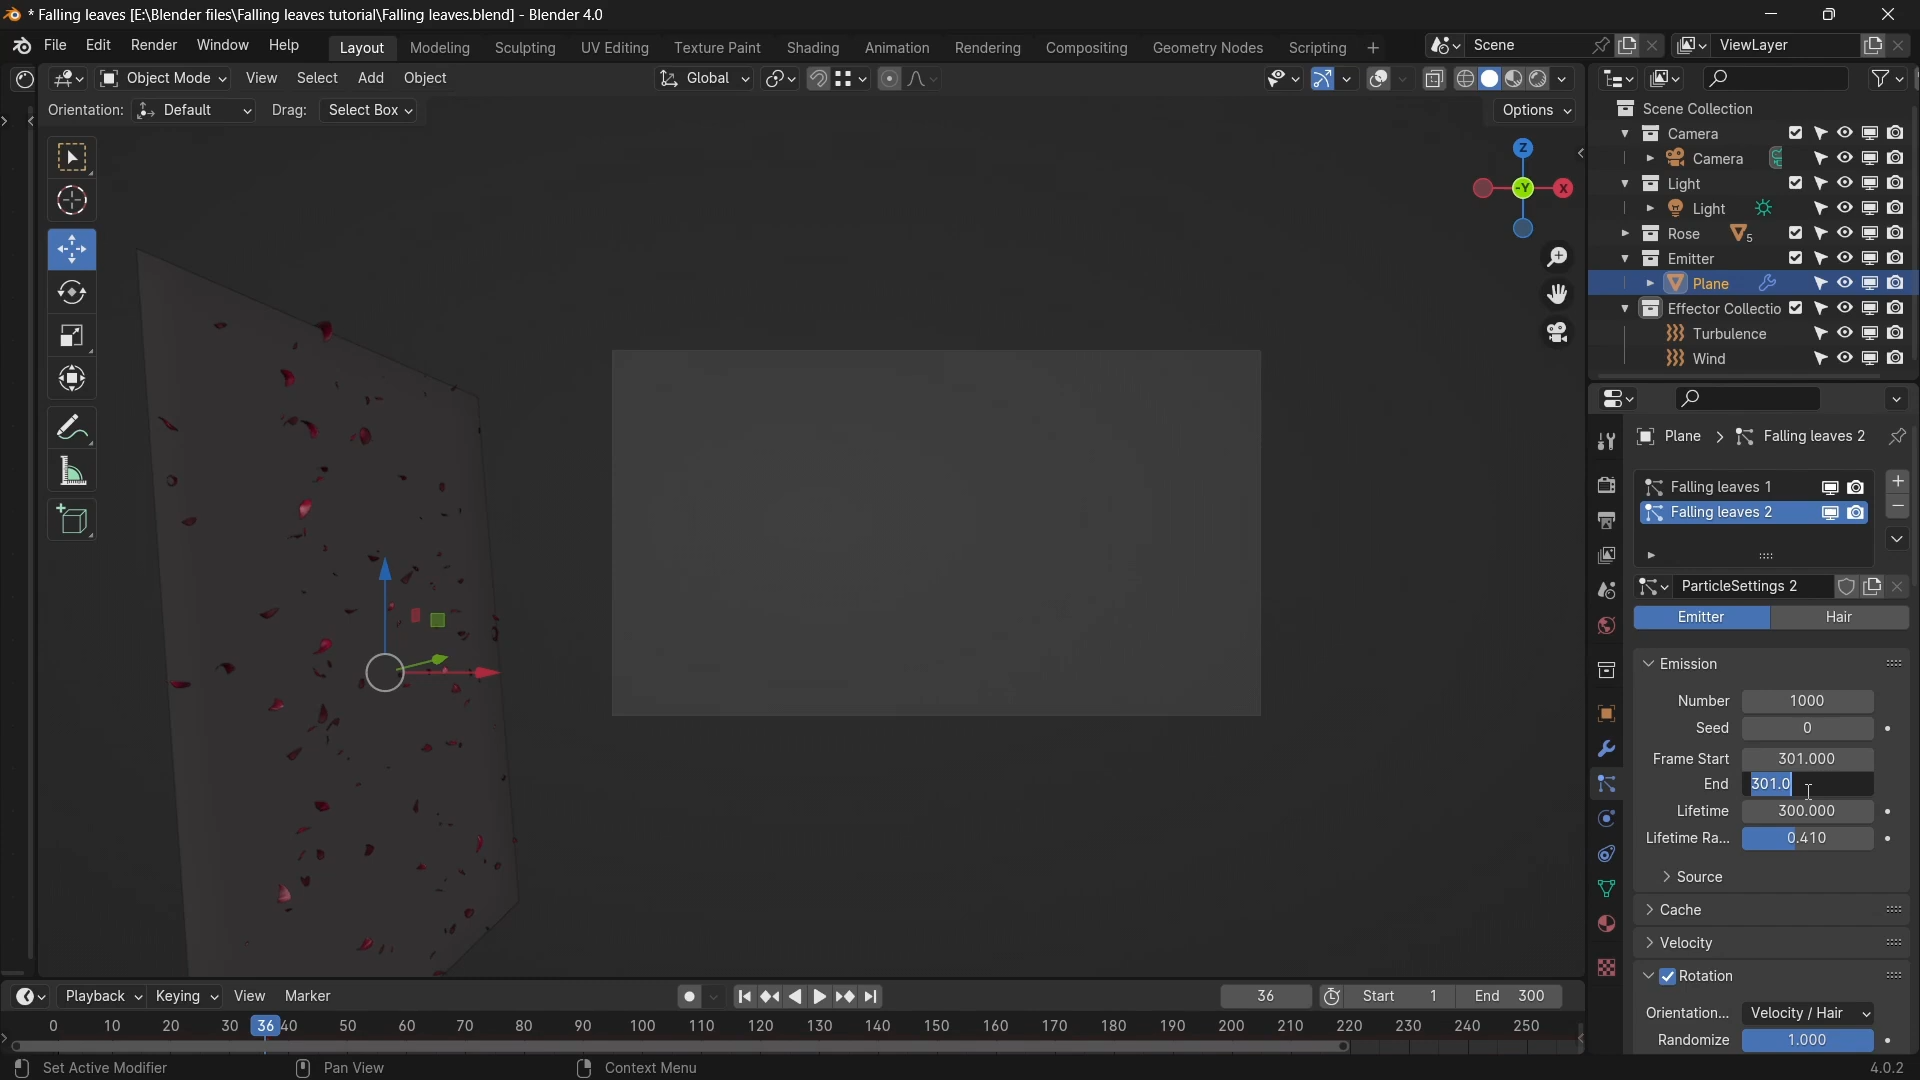 * Falling leaves [E:\Blender files\Falling leaves tutorial\Falling leaves.blend] - Blender 4.0
File Edit Render Window Help Layout Modeling Sculpting UV Editing Texture Paint Shading Animation Rendering Compositing Geometry Nodes Scripting + Scene ViewLayer
Object Mode View Select Add Object Global
Orientation: Default Drag: Select Box Options
Z
-Y X
Scene Collection
Camera
Camera
Light
Light
Rose 5
Emitter
Plane
Effector Collectio
Turbulence
Wind
Plane > Falling leaves 2
Falling leaves 1
Falling leaves 2
ParticleSettings 2
Emitter Hair
Emission
Number 1000
Seed 0
Frame Start 301.000
End 301.0
Lifetime 300.000
Lifetime Ra... 0.410
Source
Cache
Velocity
Rotation
Orientation... Velocity / Hair
Randomize 1.000
Playback Keying View Marker 36 Start 1 End 300
0 10 20 30 36 40 50 60 70 80 90 100 110 120 130 140 150 160 170 180 190 200 210 220 230 240 250
Set Active Modifier Pan View Context Menu 4.0.2